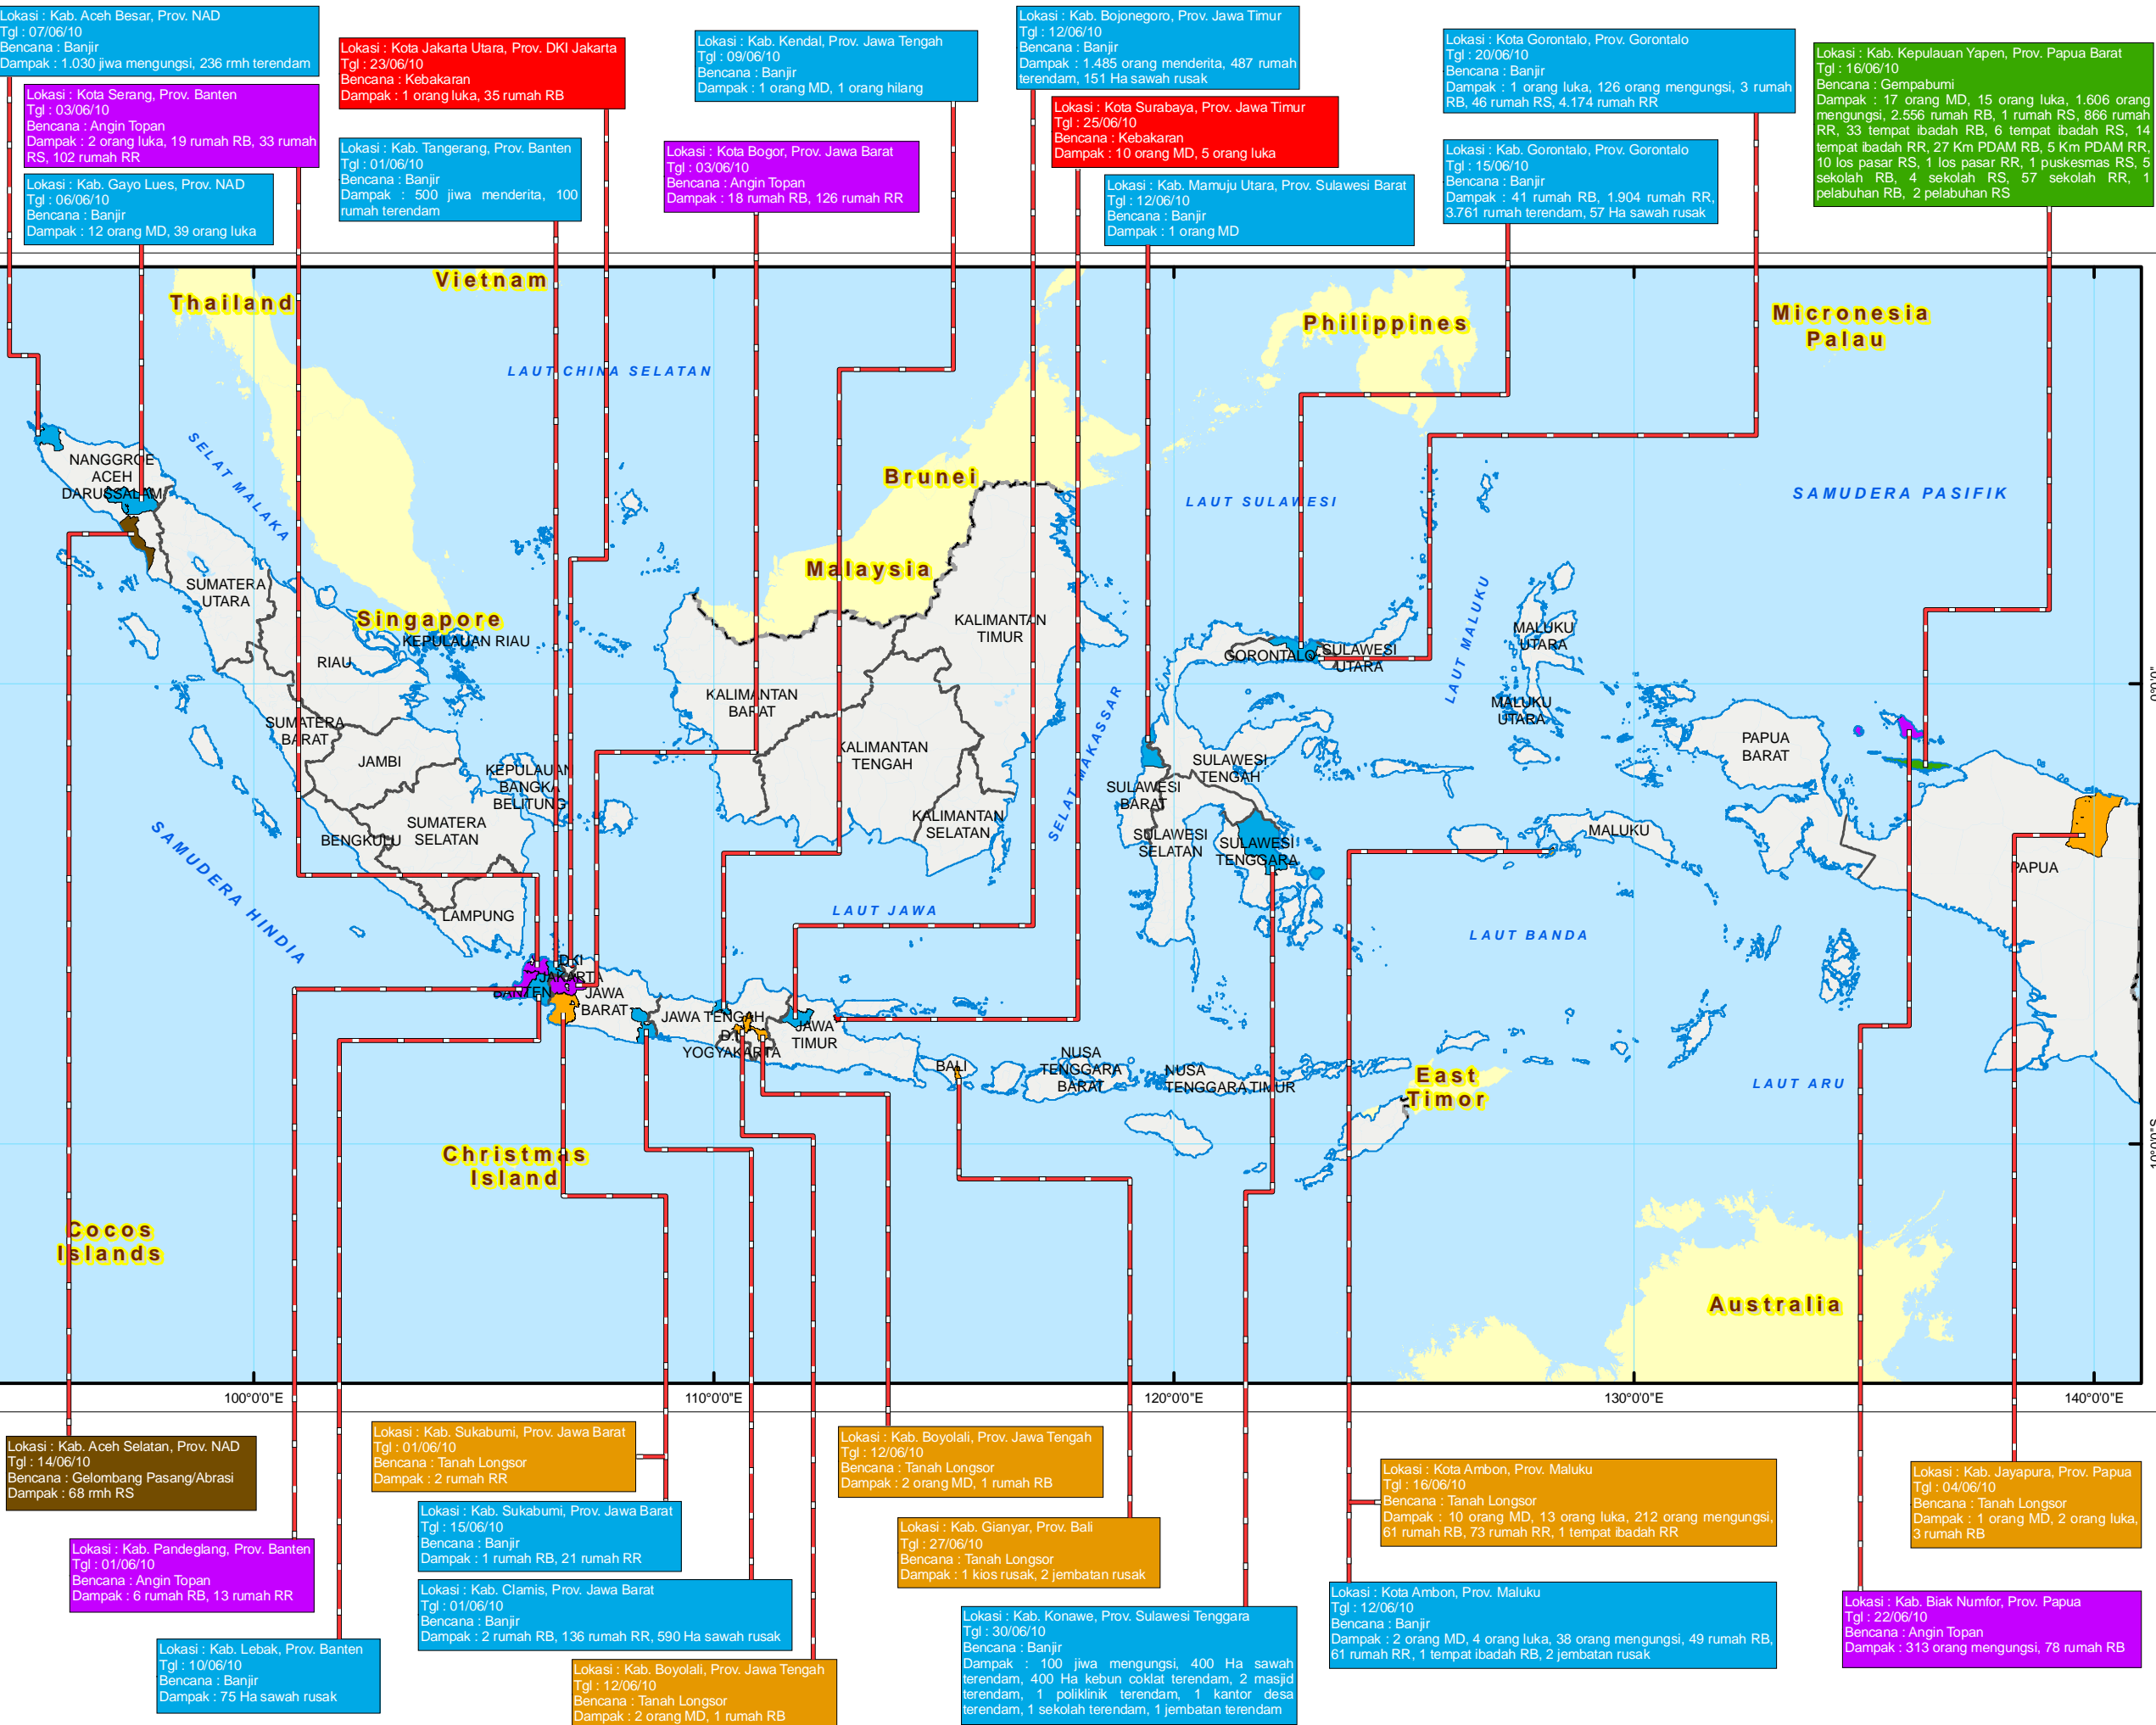 Lokasi : Kab. Aceh Besar, Prov. NAD
Tgl : 07/06/10
Bencana : Banjir
Dampak : 1.030 jiwa mengungsi, 236 rmh terendam
Lokasi : Kota Serang, Prov. Banten
Tgl : 03/06/10
Bencana : Angin Topan
Dampak : 2 orang luka, 19 rumah RB, 33 rumah
RS, 102 rumah RR
Lokasi : Kab. Gayo Lues, Prov. NAD
Tgl : 06/06/10
Bencana : Banjir
Dampak : 12 orang MD, 39 orang luka
Lokasi : Kota Jakarta Utara, Prov. DKI Jakarta
Tgl : 23/06/10
Bencana : Kebakaran
Dampak : 1 orang luka, 35 rumah RB
Lokasi : Kab. Tangerang, Prov. Banten
Tgl : 01/06/10
Bencana : Banjir
Dampak : 500 jiwa menderita, 100
rumah terendam
Lokasi : Kab. Kendal, Prov. Jawa Tengah
Tgl : 09/06/10
Bencana : Banjir
Dampak : 1 orang MD, 1 orang hilang
Lokasi : Kota Bogor, Prov. Jawa Barat
Tgl : 03/06/10
Bencana : Angin Topan
Dampak : 18 rumah RB, 126 rumah RR
Lokasi : Kab. Bojonegoro, Prov. Jawa Timur
Tgl : 12/06/10
Bencana : Banjir
Dampak : 1.485 orang menderita, 487 rumah
terendam, 151 Ha sawah rusak
Lokasi : Kota Surabaya, Prov. Jawa Timur
Tgl : 25/06/10
Bencana : Kebakaran
Dampak : 10 orang MD, 5 orang luka
Lokasi : Kab. Mamuju Utara, Prov. Sulawesi Barat
Tgl : 12/06/10
Bencana : Banjir
Dampak : 1 orang MD
Lokasi : Kota Gorontalo, Prov. Gorontalo
Tgl : 20/06/10
Bencana : Banjir
Dampak : 1 orang luka, 126 orang mengungsi, 3 rumah
RB, 46 rumah RS, 4.174 rumah RR
Lokasi : Kab. Gorontalo, Prov. Gorontalo
Tgl : 15/06/10
Bencana : Banjir
Dampak : 41 rumah RB, 1.904 rumah RR,
3.761 rumah terendam, 57 Ha sawah rusak
Lokasi : Kab. Kepulauan Yapen, Prov. Papua Barat
Tgl : 16/06/10
Bencana : Gempabumi
Dampak : 17 orang MD, 15 orang luka, 1.606 orang
mengungsi, 2.556 rumah RB, 1 rumah RS, 866 rumah
RR, 33 tempat ibadah RB, 6 tempat ibadah RS, 14
tempat ibadah RR, 27 Km PDAM RB, 5 Km PDAM RR,
10 los pasar RS, 1 los pasar RR, 1 puskesmas RS, 5
sekolah RB, 4 sekolah RS, 57 sekolah RR, 1
pelabuhan RB, 2 pelabuhan RS
Thailand
Vietnam
Philippines
Micronesia
Palau
LAUT CHINA SELATAN
SELAT MALAKA
NANGGROE
ACEH
DARUSSALAM
Brunei
LAUT SULAWESI
SAMUDERA PASIFIK
Malaysia
SUMATERA
UTARA
Singapore
KEPULAUAN RIAU
RIAU
KALIMANTAN
TIMUR
GORONTALO
SULAWESI
UTARA
LAUT MALUKU
MALUKU
UTARA
MALUKU
UTARA
0°0'0"
SUMATERA
BARAT
JAMBI
KEPULAUAN
BANGKA
BELITUNG
KALIMANTAN
BARAT
KALIMANTAN
TENGAH
KALIMANTAN
SELATAN
SELAT MAKASSAR
SULAWESI
TENGAH
SULAWESI
BARAT
SULAWESI
SELATAN
SULAWESI
TENGGARA
PAPUA
BARAT
MALUKU
PAPUA
BENGKULU
SUMATERA
SELATAN
LAMPUNG
SAMUDERA HINDIA
LAUT JAWA
LAUT BANDA
DKI
JAKARTA
BANTEN
JAWA
BARAT
JAWA TENGAH
D.I
YOGYAKARTA
JAWA
TIMUR
BALI
NUSA
TENGGARA
BARAT
NUSA
TENGGARA TIMUR
East
Timor
LAUT ARU
10°0'0"S
Christmas
Island
Cocos
Islands
Australia
100°0'0"E
110°0'0"E
120°0'0"E
130°0'0"E
140°0'0"E
Lokasi : Kab. Aceh Selatan, Prov. NAD
Tgl : 14/06/10
Bencana : Gelombang Pasang/Abrasi
Dampak : 68 rmh RS
Lokasi : Kab. Pandeglang, Prov. Banten
Tgl : 01/06/10
Bencana : Angin Topan
Dampak : 6 rumah RB, 13 rumah RR
Lokasi : Kab. Lebak, Prov. Banten
Tgl : 10/06/10
Bencana : Banjir
Dampak : 75 Ha sawah rusak
Lokasi : Kab. Sukabumi, Prov. Jawa Barat
Tgl : 01/06/10
Bencana : Tanah Longsor
Dampak : 2 rumah RR
Lokasi : Kab. Sukabumi, Prov. Jawa Barat
Tgl : 15/06/10
Bencana : Banjir
Dampak : 1 rumah RB, 21 rumah RR
Lokasi : Kab. Clamis, Prov. Jawa Barat
Tgl : 01/06/10
Bencana : Banjir
Dampak : 2 rumah RB, 136 rumah RR, 590 Ha sawah rusak
Lokasi : Kab. Boyolali, Prov. Jawa Tengah
Tgl : 12/06/10
Bencana : Tanah Longsor
Dampak : 2 orang MD, 1 rumah RB
Lokasi : Kab. Boyolali, Prov. Jawa Tengah
Tgl : 12/06/10
Bencana : Tanah Longsor
Dampak : 2 orang MD, 1 rumah RB
Lokasi : Kab. Gianyar, Prov. Bali
Tgl : 27/06/10
Bencana : Tanah Longsor
Dampak : 1 kios rusak, 2 jembatan rusak
Lokasi : Kab. Konawe, Prov. Sulawesi Tenggara
Tgl : 30/06/10
Bencana : Banjir
Dampak : 100 jiwa mengungsi, 400 Ha sawah
terendam, 400 Ha kebun coklat terendam, 2 masjid
terendam, 1 poliklinik terendam, 1 kantor desa
terendam, 1 sekolah terendam, 1 jembatan terendam
Lokasi : Kota Ambon, Prov. Maluku
Tgl : 16/06/10
Bencana : Tanah Longsor
Dampak : 10 orang MD, 13 orang luka, 212 orang mengungsi,
61 rumah RB, 73 rumah RR, 1 tempat ibadah RR
Lokasi : Kota Ambon, Prov. Maluku
Tgl : 12/06/10
Bencana : Banjir
Dampak : 2 orang MD, 4 orang luka, 38 orang mengungsi, 49 rumah RB,
61 rumah RR, 1 tempat ibadah RB, 2 jembatan rusak
Lokasi : Kab. Jayapura, Prov. Papua
Tgl : 04/06/10
Bencana : Tanah Longsor
Dampak : 1 orang MD, 2 orang luka,
3 rumah RB
Lokasi : Kab. Biak Numfor, Prov. Papua
Tgl : 22/06/10
Bencana : Angin Topan
Dampak : 313 orang mengungsi, 78 rumah RB